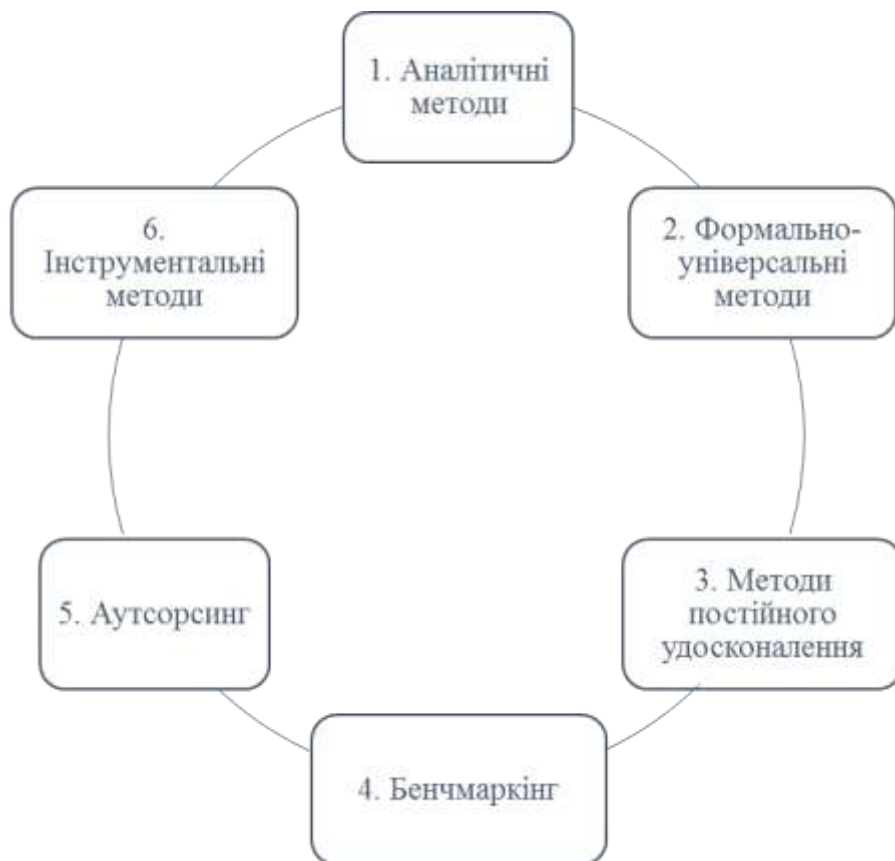 1. Аналітичні
методи
2. Формально-
універсальні
методи
3. Методи
постійного
удосконалення
4. Бенчмаркінг
5. Аутсорсинг
6.
Інструментальні
методи